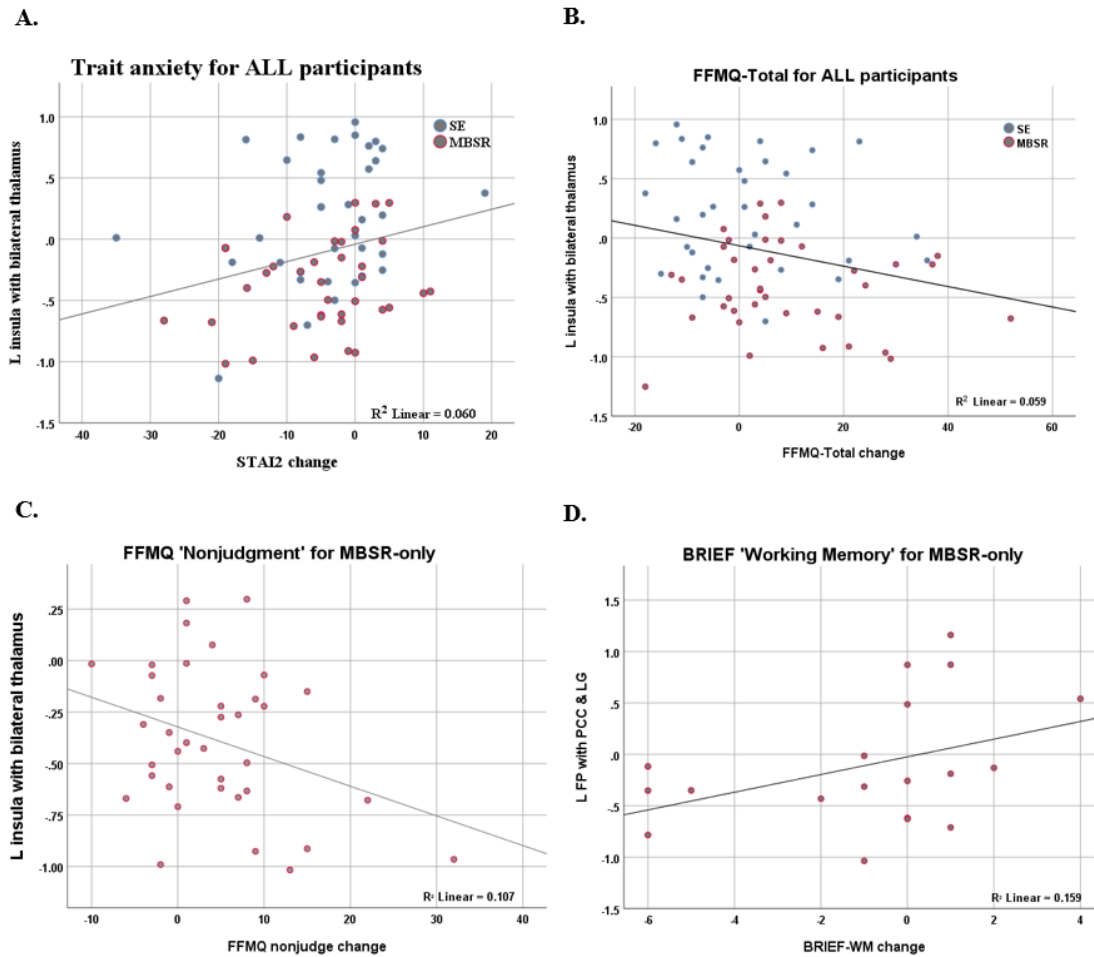 A.
Trait anxiety for ALL participants
L insula with bilateral thalamus
1.0
.5
.0
-.5
-1.0
-1.5
SE
MBSR
R² Linear = 0.060
-40 -30 -20 -10 0 10 20
STAI2 change
B.
FFMQ-Total for ALL participants
L insula with bilateral thalamus
1.0
.5
.0
-.5
-1.0
-1.5
SE
MBSR
R² Linear = 0.059
-20 0 20 40 60
FFMQ-Total change
C.
FFMQ 'Nonjudgment' for MBSR-only
L insula with bilateral thalamus
.25
.00
-.25
-.50
-.75
-1.00
R² Linear = 0.107
-10 0 10 20 30 40
FFMQ nonjudge change
D.
BRIEF 'Working Memory' for MBSR-only
L FP with PCC & LG
1.5
1.0
.5
.0
-.5
-1.0
-1.5
R² Linear = 0.159
-6 -4 -2 0 2 4
BRIEF-WM change